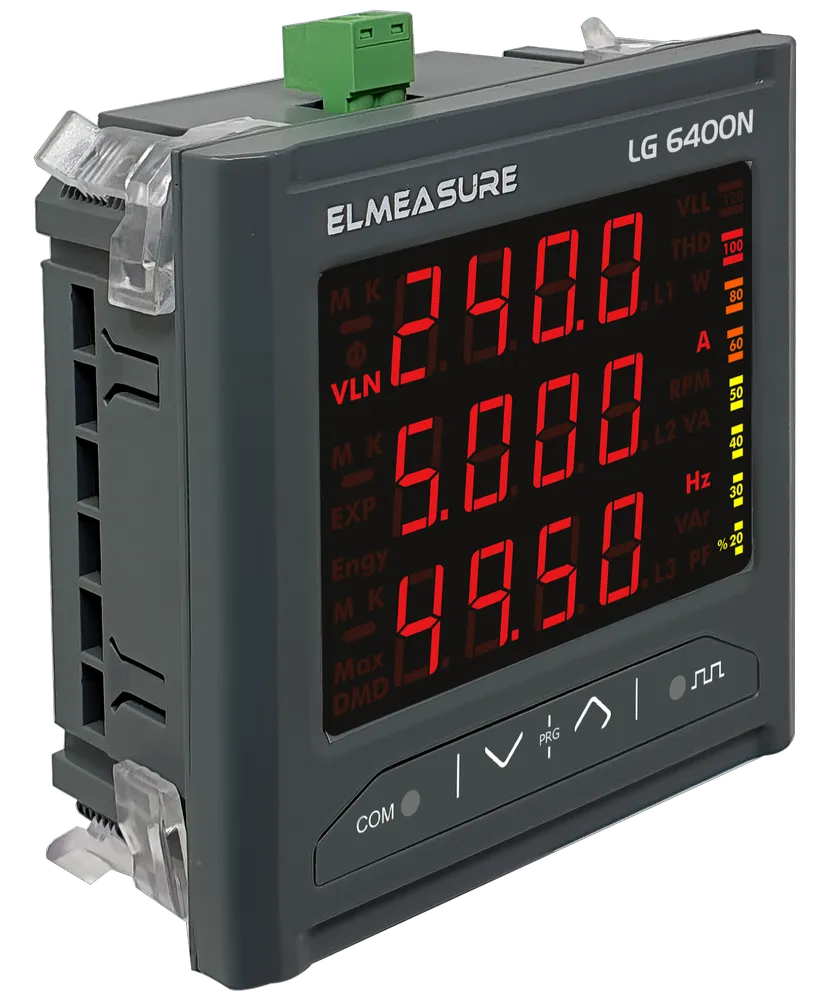 LG 6400N
ELMEASURE
VLL 120
THD 100
M K 240.0 L1 W 80
VLN A 60
RPM 50
M K 5.000 L2 VA 40
EXP Hz 30
Engy VAr % 20
M K 49.50 L3 PF
Max
DMD
COM PRG